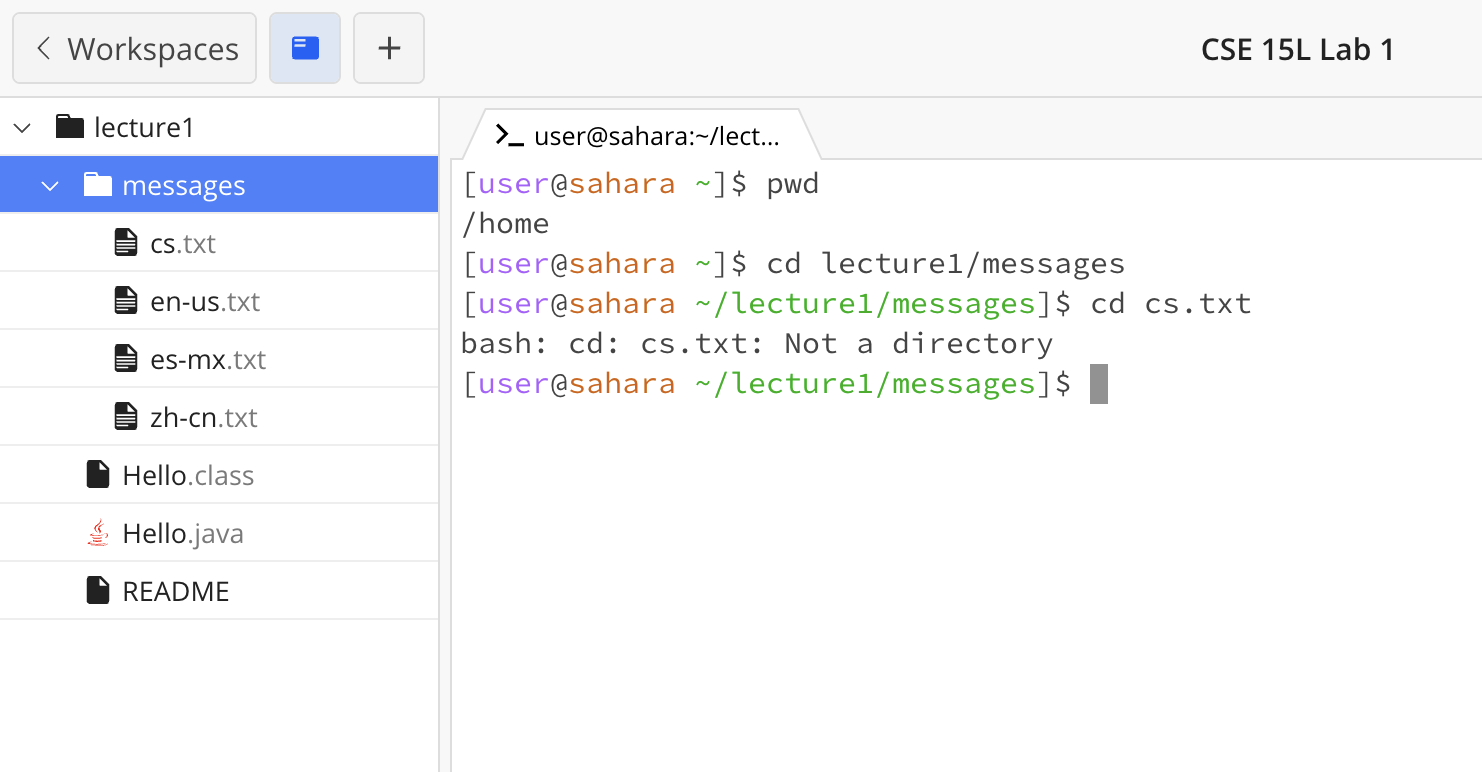 Workspaces
CSE 15L Lab 1
lecture1
messages
cs.txt
en-us.txt
es-mx.txt
zh-cn.txt
Hello.class
Hello.java
README
user@sahara:~/lect...
[user@sahara ~]$ pwd
/home
[user@sahara ~]$ cd lecture1/messages
[user@sahara ~/lecture1/messages]$ cd cs.txt
bash: cd: cs.txt: Not a directory
[user@sahara ~/lecture1/messages]$